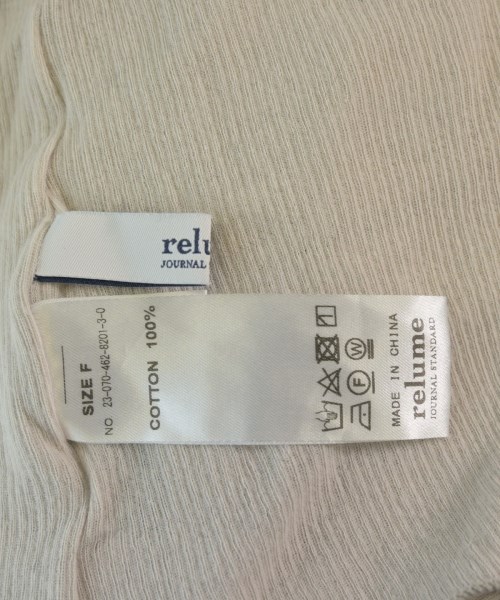 relu
JOURNAL
SIZE F
NO 23-070-462-8201-3-0
COTTON 100%
F W
MADE IN CHINA
relume
JOURNAL STANDARD